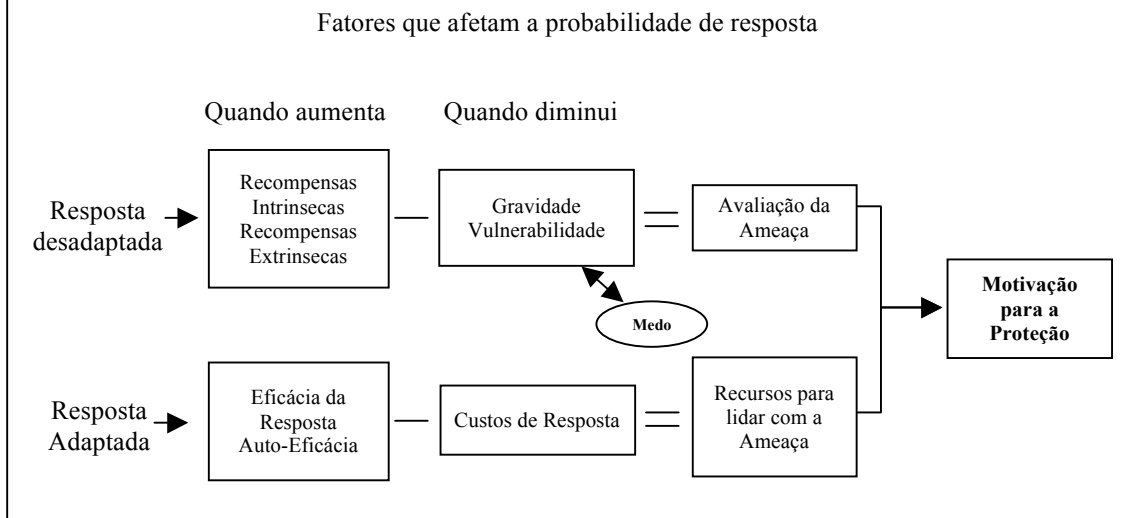 Fatores que afetam a probabilidade de resposta
Quando aumenta
Quando diminui
Resposta
desadaptada
Recompensas
Intrinsecas
Recompensas
Extrinsecas
Gravidade
Vulnerabilidade
Avaliação da
Ameaça
Medo
Motivação
para a
Proteção
Resposta
Adaptada
Eficácia da
Resposta
Auto-Eficácia
Custos de Resposta
Recursos para
lidar com a
Ameaça